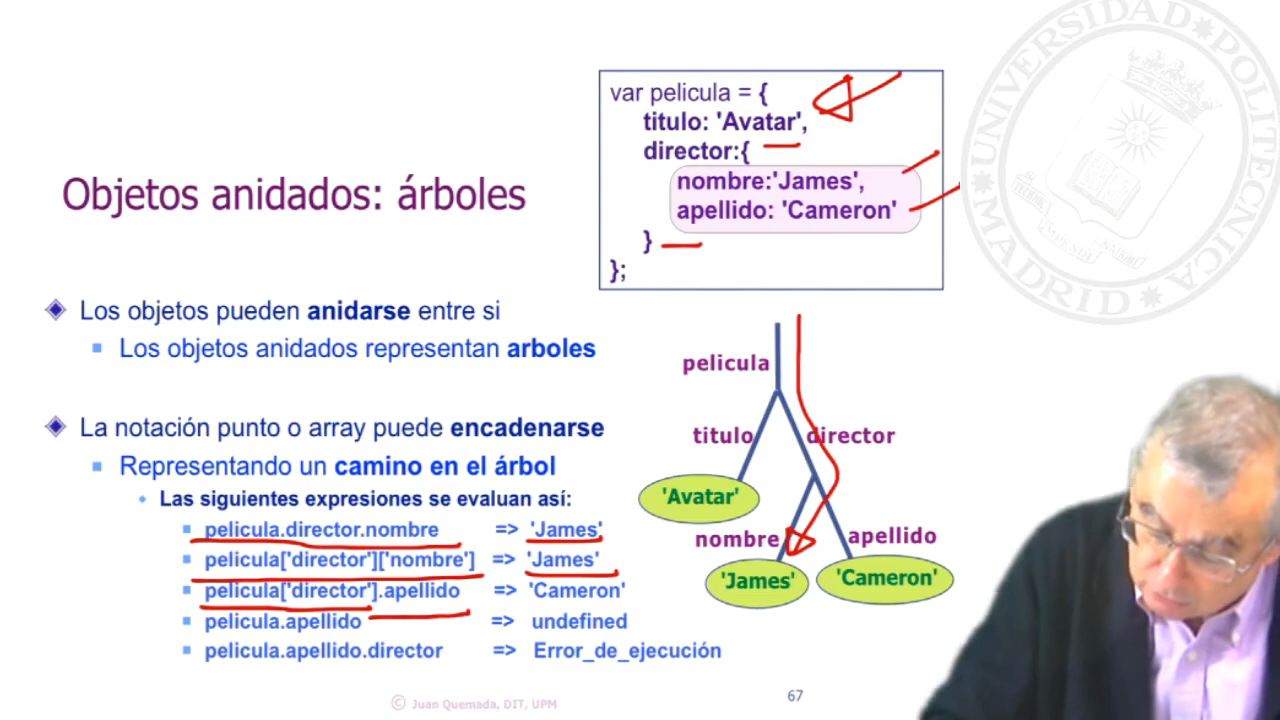 var pelicula = {
titulo: 'Avatar',
director:{
nombre:'James',
apellido: 'Cameron'
}
};
Objetos anidados: árboles
Los objetos pueden anidarse entre si
Los objetos anidados representan arboles
La notación punto o array puede encadenarse
Representando un camino en el árbol
Las siguientes expresiones se evaluan así:
pelicula.director.nombre => 'James'
pelicula['director']['nombre'] => 'James'
pelicula['director'].apellido => 'Cameron'
pelicula.apellido => undefined
pelicula.apellido.director => Error_de_ejecución
pelicula
titulo director
'Avatar'
nombre apellido
'James' 'Cameron'
© Juan Quemada, DIT, UPM
67
UNIVERSIDAD POLITECNICA
MADRID